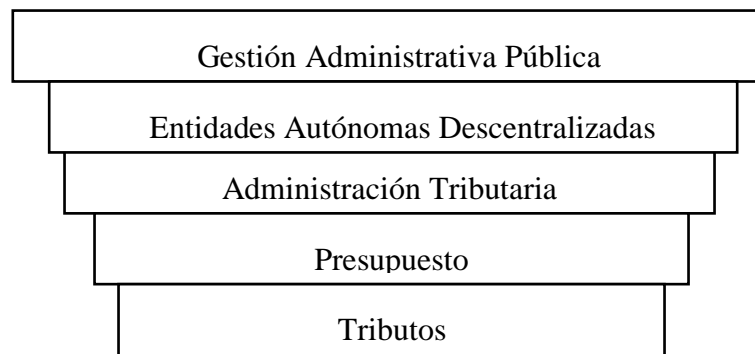 Gestión Administrativa Pública
Entidades Autónomas Descentralizadas
Administración Tributaria
Presupuesto
Tributos